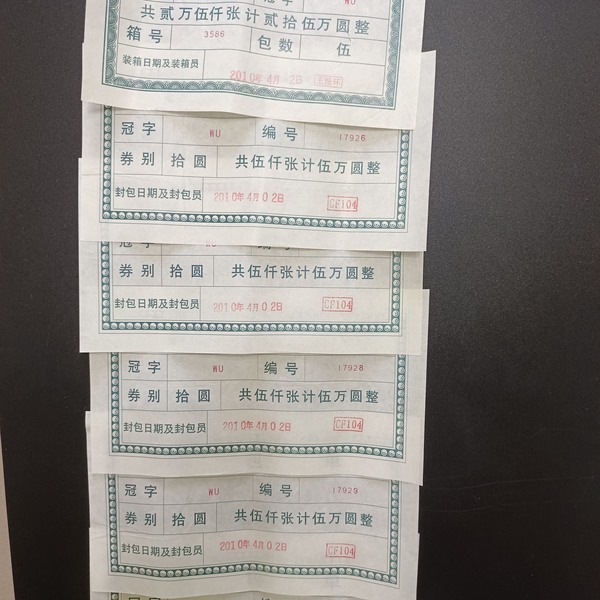 冠字 WU
共贰万伍仟张计贰拾伍万圆整
箱号 3586 包数 伍
装箱日期及装箱员 2010年4月2日
冠字 WU 编号 17926
券别 拾圆 共伍仟张计伍万圆整
封包日期及封包员 2010年4月02日 CF104
冠字 WU 编号
券别 拾圆 共伍仟张计伍万圆整
封包日期及封包员 2010年4月02日 CF104
冠字 WU 编号 17928
券别 拾圆 共伍仟张计伍万圆整
封包日期及封包员 2010年4月02日 CF104
冠字 WU 编号 17929
券别 拾圆 共伍仟张计伍万圆整
封包日期及封包员 2010年4月02日 CF104